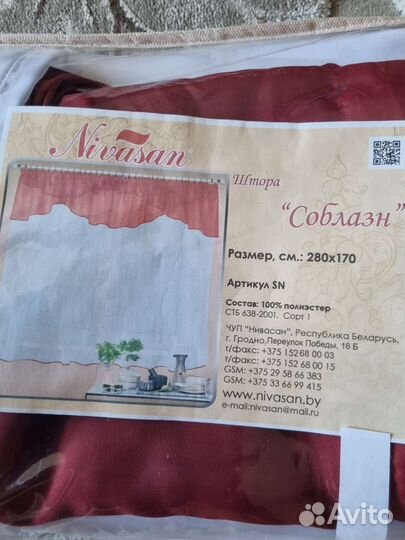 Nivasan
Штора
"Соблазн"
Размер, см.: 280х170
Артикул SN
Состав: 100% полиэстер
СТБ 638-2001. Сорт 1
ЧУП "Нивасан", Республика Беларусь,
г. Гродно, Переулок Победы, 16 Б
т/факс: +375 152 68 00 03
т/факс: +375 152 68 00 15
GSM: +375 29 58 66 383
GSM: +375 33 66 99 415
www.nivasan.by
e-mail:nivasan@mail.ru
Avito